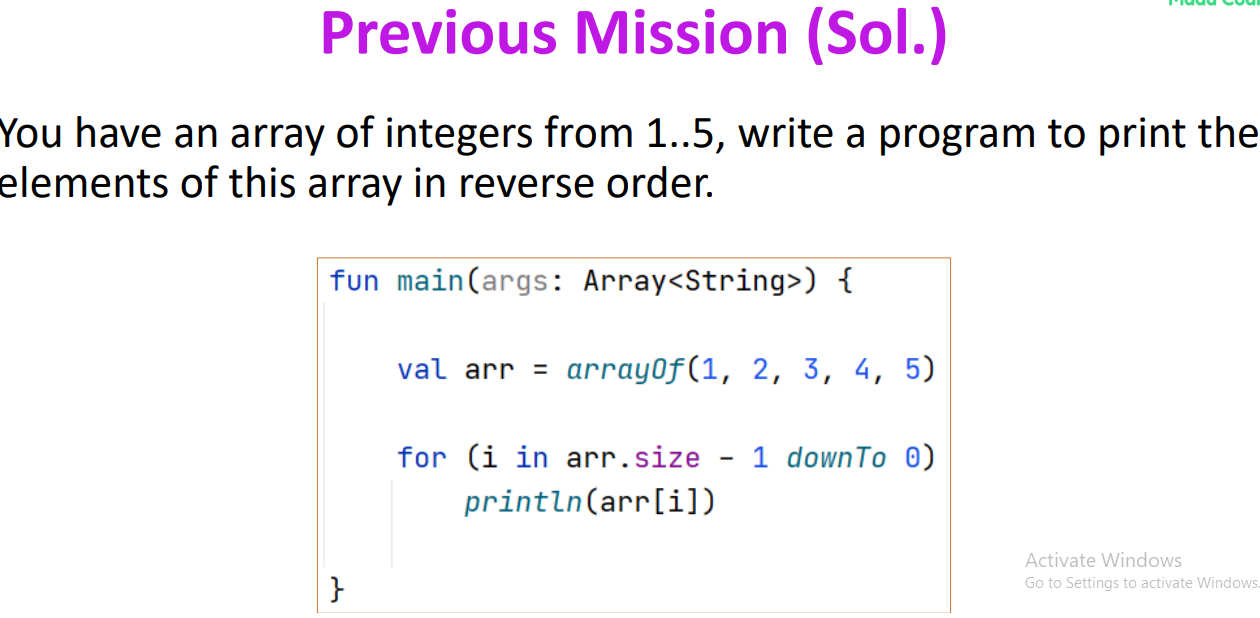 Previous Mission (Sol.)
You have an array of integers from 1..5, write a program to print the
elements of this array in reverse order.
fun main(args: Array<String>) {
val arr = arrayOf(1, 2, 3, 4, 5)
for (i in arr.size - 1 downTo 0)
println(arr[i])
}
Activate Windows
Go to Settings to activate Windows.